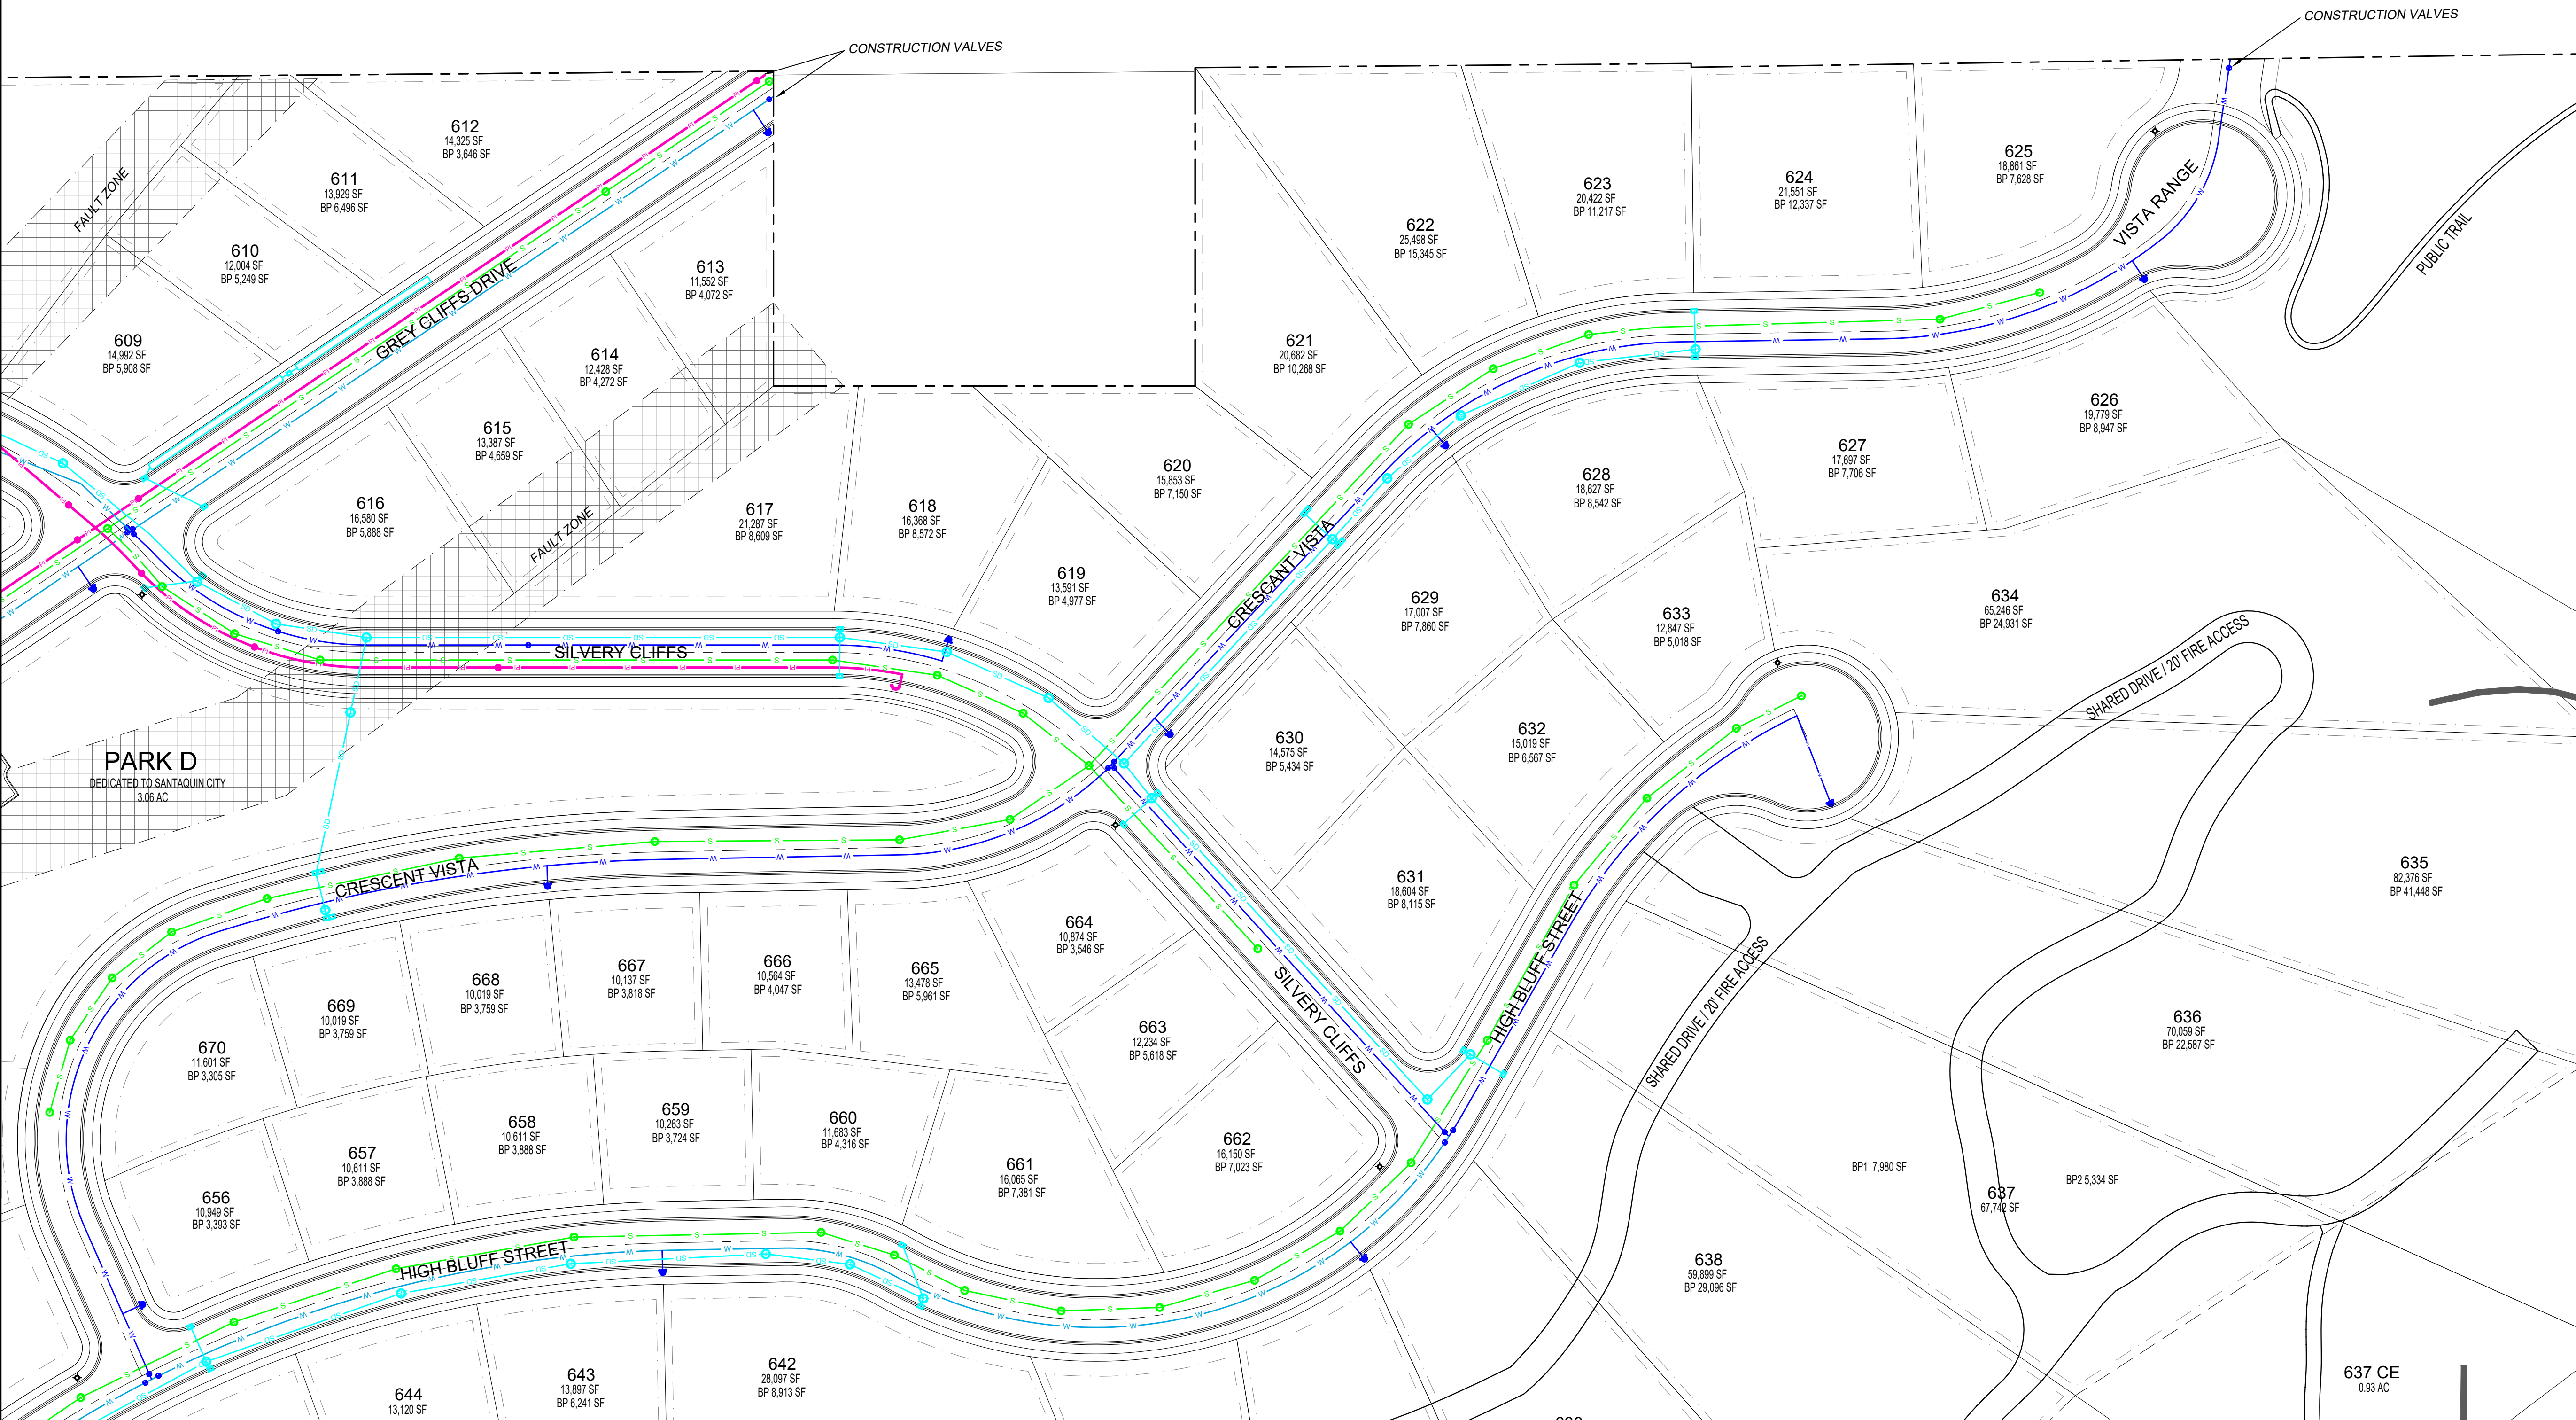 CONSTRUCTION VALVES
CONSTRUCTION VALVES
612
14,325 SF
BP 3,646 SF
611
13,929 SF
BP 6,496 SF
FAULT ZONE
610
12,004 SF
BP 5,249 SF
609
14,992 SF
BP 5,908 SF
GREY CLIFFS DRIVE
613
11,552 SF
BP 4,072 SF
614
12,428 SF
BP 4,272 SF
615
13,387 SF
BP 4,659 SF
616
16,580 SF
BP 5,888 SF
FAULT ZONE
617
21,287 SF
BP 8,609 SF
618
16,368 SF
BP 8,572 SF
619
13,591 SF
BP 4,977 SF
620
15,853 SF
BP 7,150 SF
621
20,682 SF
BP 10,268 SF
622
25,498 SF
BP 15,345 SF
623
20,422 SF
BP 11,217 SF
624
21,551 SF
BP 12,337 SF
625
18,861 SF
BP 7,628 SF
VISTA RANGE
PUBLIC TRAIL
626
19,779 SF
BP 8,947 SF
627
17,697 SF
BP 7,706 SF
628
18,627 SF
BP 8,542 SF
CRESCANT VISTA
629
17,007 SF
BP 7,860 SF
633
12,847 SF
BP 5,018 SF
634
65,246 SF
BP 24,931 SF
SHARED DRIVE / 20' FIRE ACCESS
SILVERY CLIFFS
630
14,575 SF
BP 5,434 SF
632
15,019 SF
BP 6,567 SF
PARK D
DEDICATED TO SANTAQUIN CITY
3.06 AC
631
18,604 SF
BP 8,115 SF
635
82,376 SF
BP 41,448 SF
CRESCENT VISTA
HIGH BLUFF STREET
SHARED DRIVE / 20' FIRE ACCESS
664
10,874 SF
BP 3,546 SF
665
13,478 SF
BP 5,961 SF
666
10,564 SF
BP 4,047 SF
667
10,137 SF
BP 3,818 SF
668
10,019 SF
BP 3,759 SF
669
10,019 SF
BP 3,759 SF
670
11,601 SF
BP 3,305 SF
663
12,234 SF
BP 5,618 SF
SILVERY CLIFFS
636
70,059 SF
BP 22,587 SF
656
10,949 SF
BP 3,393 SF
657
10,611 SF
BP 3,888 SF
658
10,611 SF
BP 3,888 SF
659
10,263 SF
BP 3,724 SF
660
11,683 SF
BP 4,316 SF
661
16,065 SF
BP 7,381 SF
662
16,150 SF
BP 7,023 SF
BP1 7,980 SF
BP2 5,334 SF
637
67,742 SF
HIGH BLUFF STREET
638
59,899 SF
BP 29,096 SF
642
28,097 SF
BP 8,913 SF
643
13,897 SF
BP 6,241 SF
644
13,120 SF
637 CE
0.93 AC